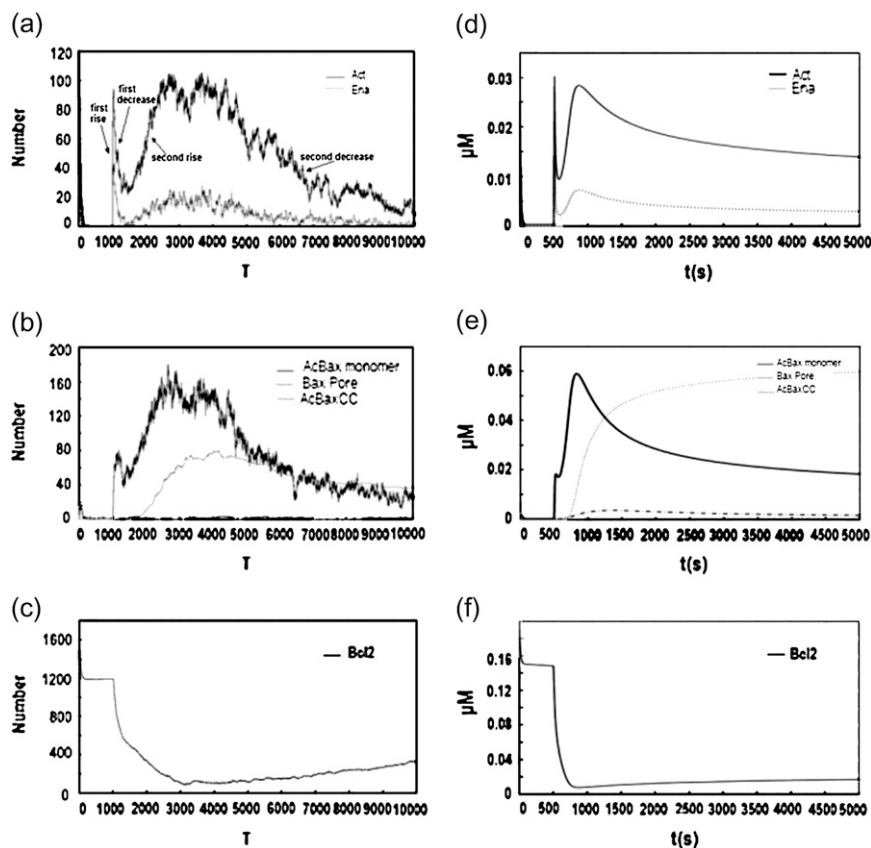 (a)
120
100
80
60
40
20
0
Number
first rise
first
decrease
second rise
second decrease
Act
Ena
0 1000 2000 3000 4000 5000 6000 7000 8000 9000 10000
T
(d)
0.03
0.02
0.01
0
µM
Act
Ena
0 500 1000 1500 2000 2500 3000 3500 4000 4500 5000
t(s)
(b)
200
160
120
80
40
0
Number
AcBax monomer
Bax Pore
AcBaxCC
0 1000 2000 3000 4000 5000 6000 7000 8000 9000 10000
T
(e)
0.06
0.04
0.02
0
µM
AcBax monomer
Bax Pore
AcBaxCC
0 500 1000 1500 2000 2500 3000 3500 4000 4500 5000
t(s)
(c)
1600
1200
800
400
0
Number
Bcl2
0 1000 2000 3000 4000 5000 6000 7000 8000 9000 10000
T
(f)
0.16
0.12
0.08
0.04
0
µM
Bcl2
0 500 1000 1500 2000 2500 3000 3500 4000 4500 5000
t(s)